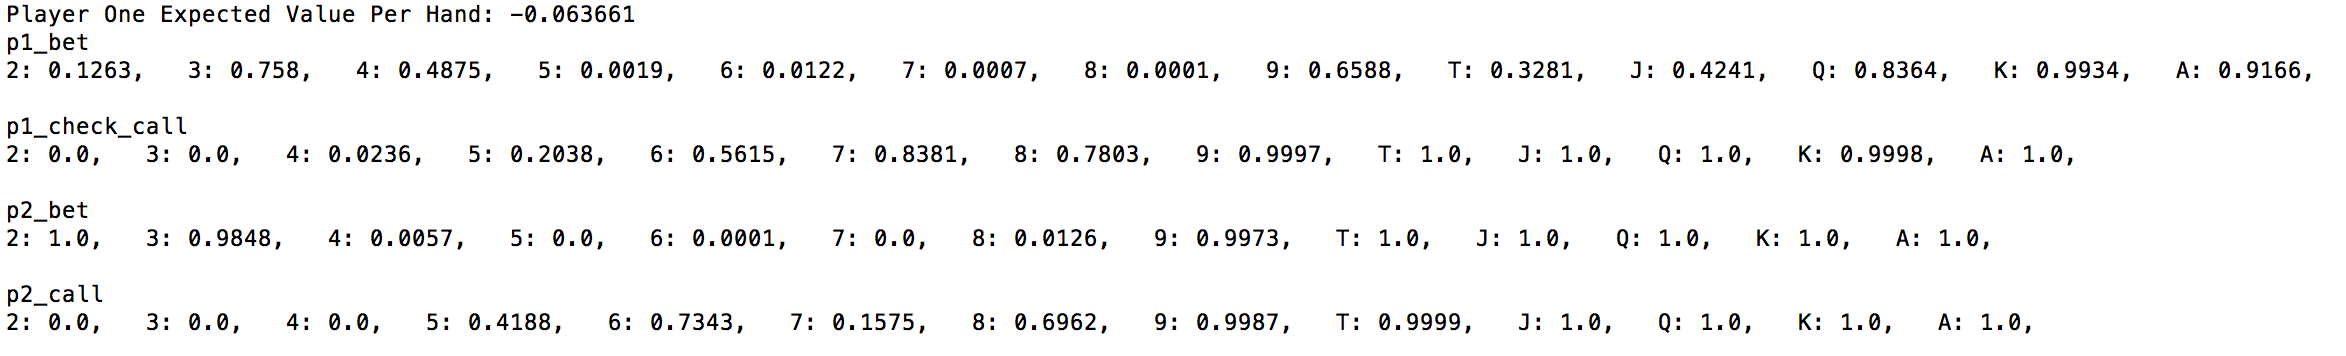 Player One Expected Value Per Hand: -0.063661
p1_bet
2: 0.1263,   3: 0.758,   4: 0.4875,   5: 0.0019,   6: 0.0122,   7: 0.0007,   8: 0.0001,   9: 0.6588,   T: 0.3281,   J: 0.4241,   Q: 0.8364,   K: 0.9934,   A: 0.9166,
p1_check_call
2: 0.0,   3: 0.0,   4: 0.0236,   5: 0.2038,   6: 0.5615,   7: 0.8381,   8: 0.7803,   9: 0.9997,   T: 1.0,   J: 1.0,   Q: 1.0,   K: 0.9998,   A: 1.0,
p2_bet
2: 1.0,   3: 0.9848,   4: 0.0057,   5: 0.0,   6: 0.0001,   7: 0.0,   8: 0.0126,   9: 0.9973,   T: 1.0,   J: 1.0,   Q: 1.0,   K: 1.0,   A: 1.0,
p2_call
2: 0.0,   3: 0.0,   4: 0.0,   5: 0.4188,   6: 0.7343,   7: 0.1575,   8: 0.6962,   9: 0.9987,   T: 0.9999,   J: 1.0,   Q: 1.0,   K: 1.0,   A: 1.0,